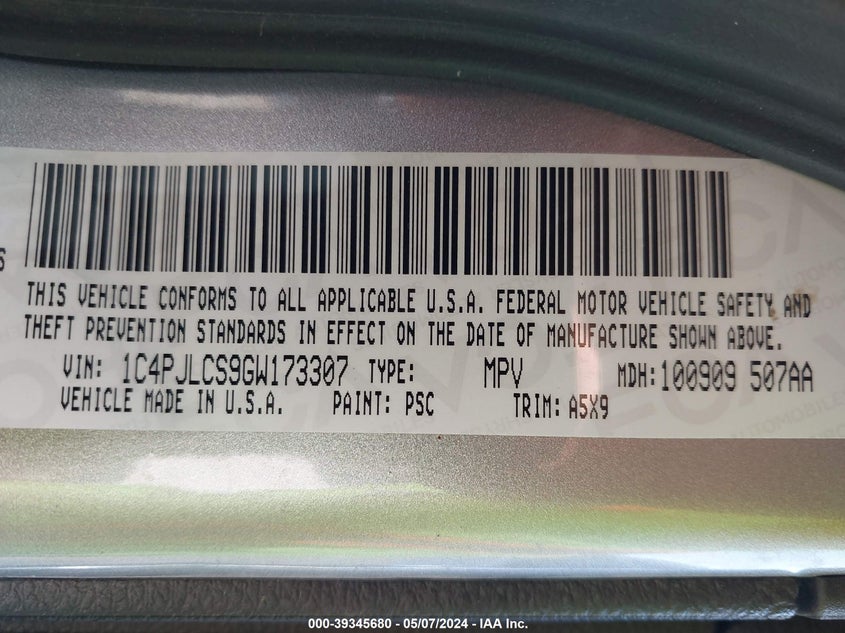 S
THIS VEHICLE CONFORMS TO ALL APPLICABLE U.S.A. FEDERAL MOTOR VEHICLE SAFETY AND
THEFT PREVENTION STANDARDS IN EFFECT ON THE DATE OF MANUFACTURE SHOWN ABOVE.
VIN: 1C4PJLCS9GW173307 TYPE: MPV MDH: 100909 507AA
VEHICLE MADE IN U.S.A. PAINT: PSC TRIM: A5X9
000-39345680 - 05/07/2024 - IAA Inc.